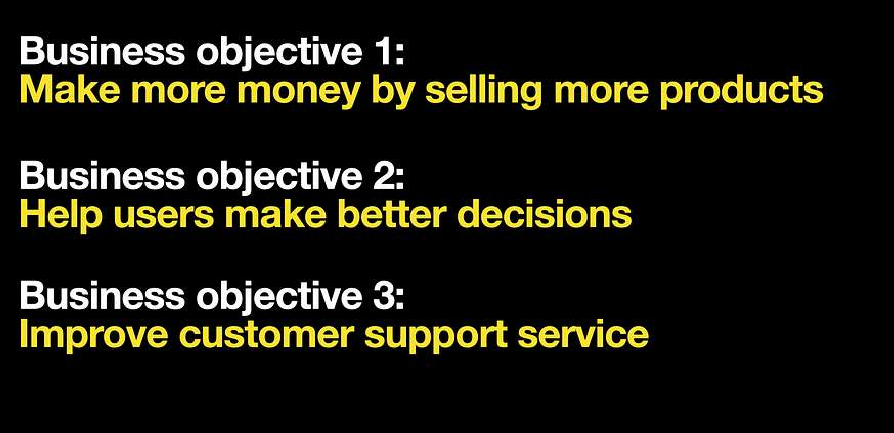 Business objective 1:
Make more money by selling more products
Business objective 2:
Help users make better decisions
Business objective 3:
Improve customer support service